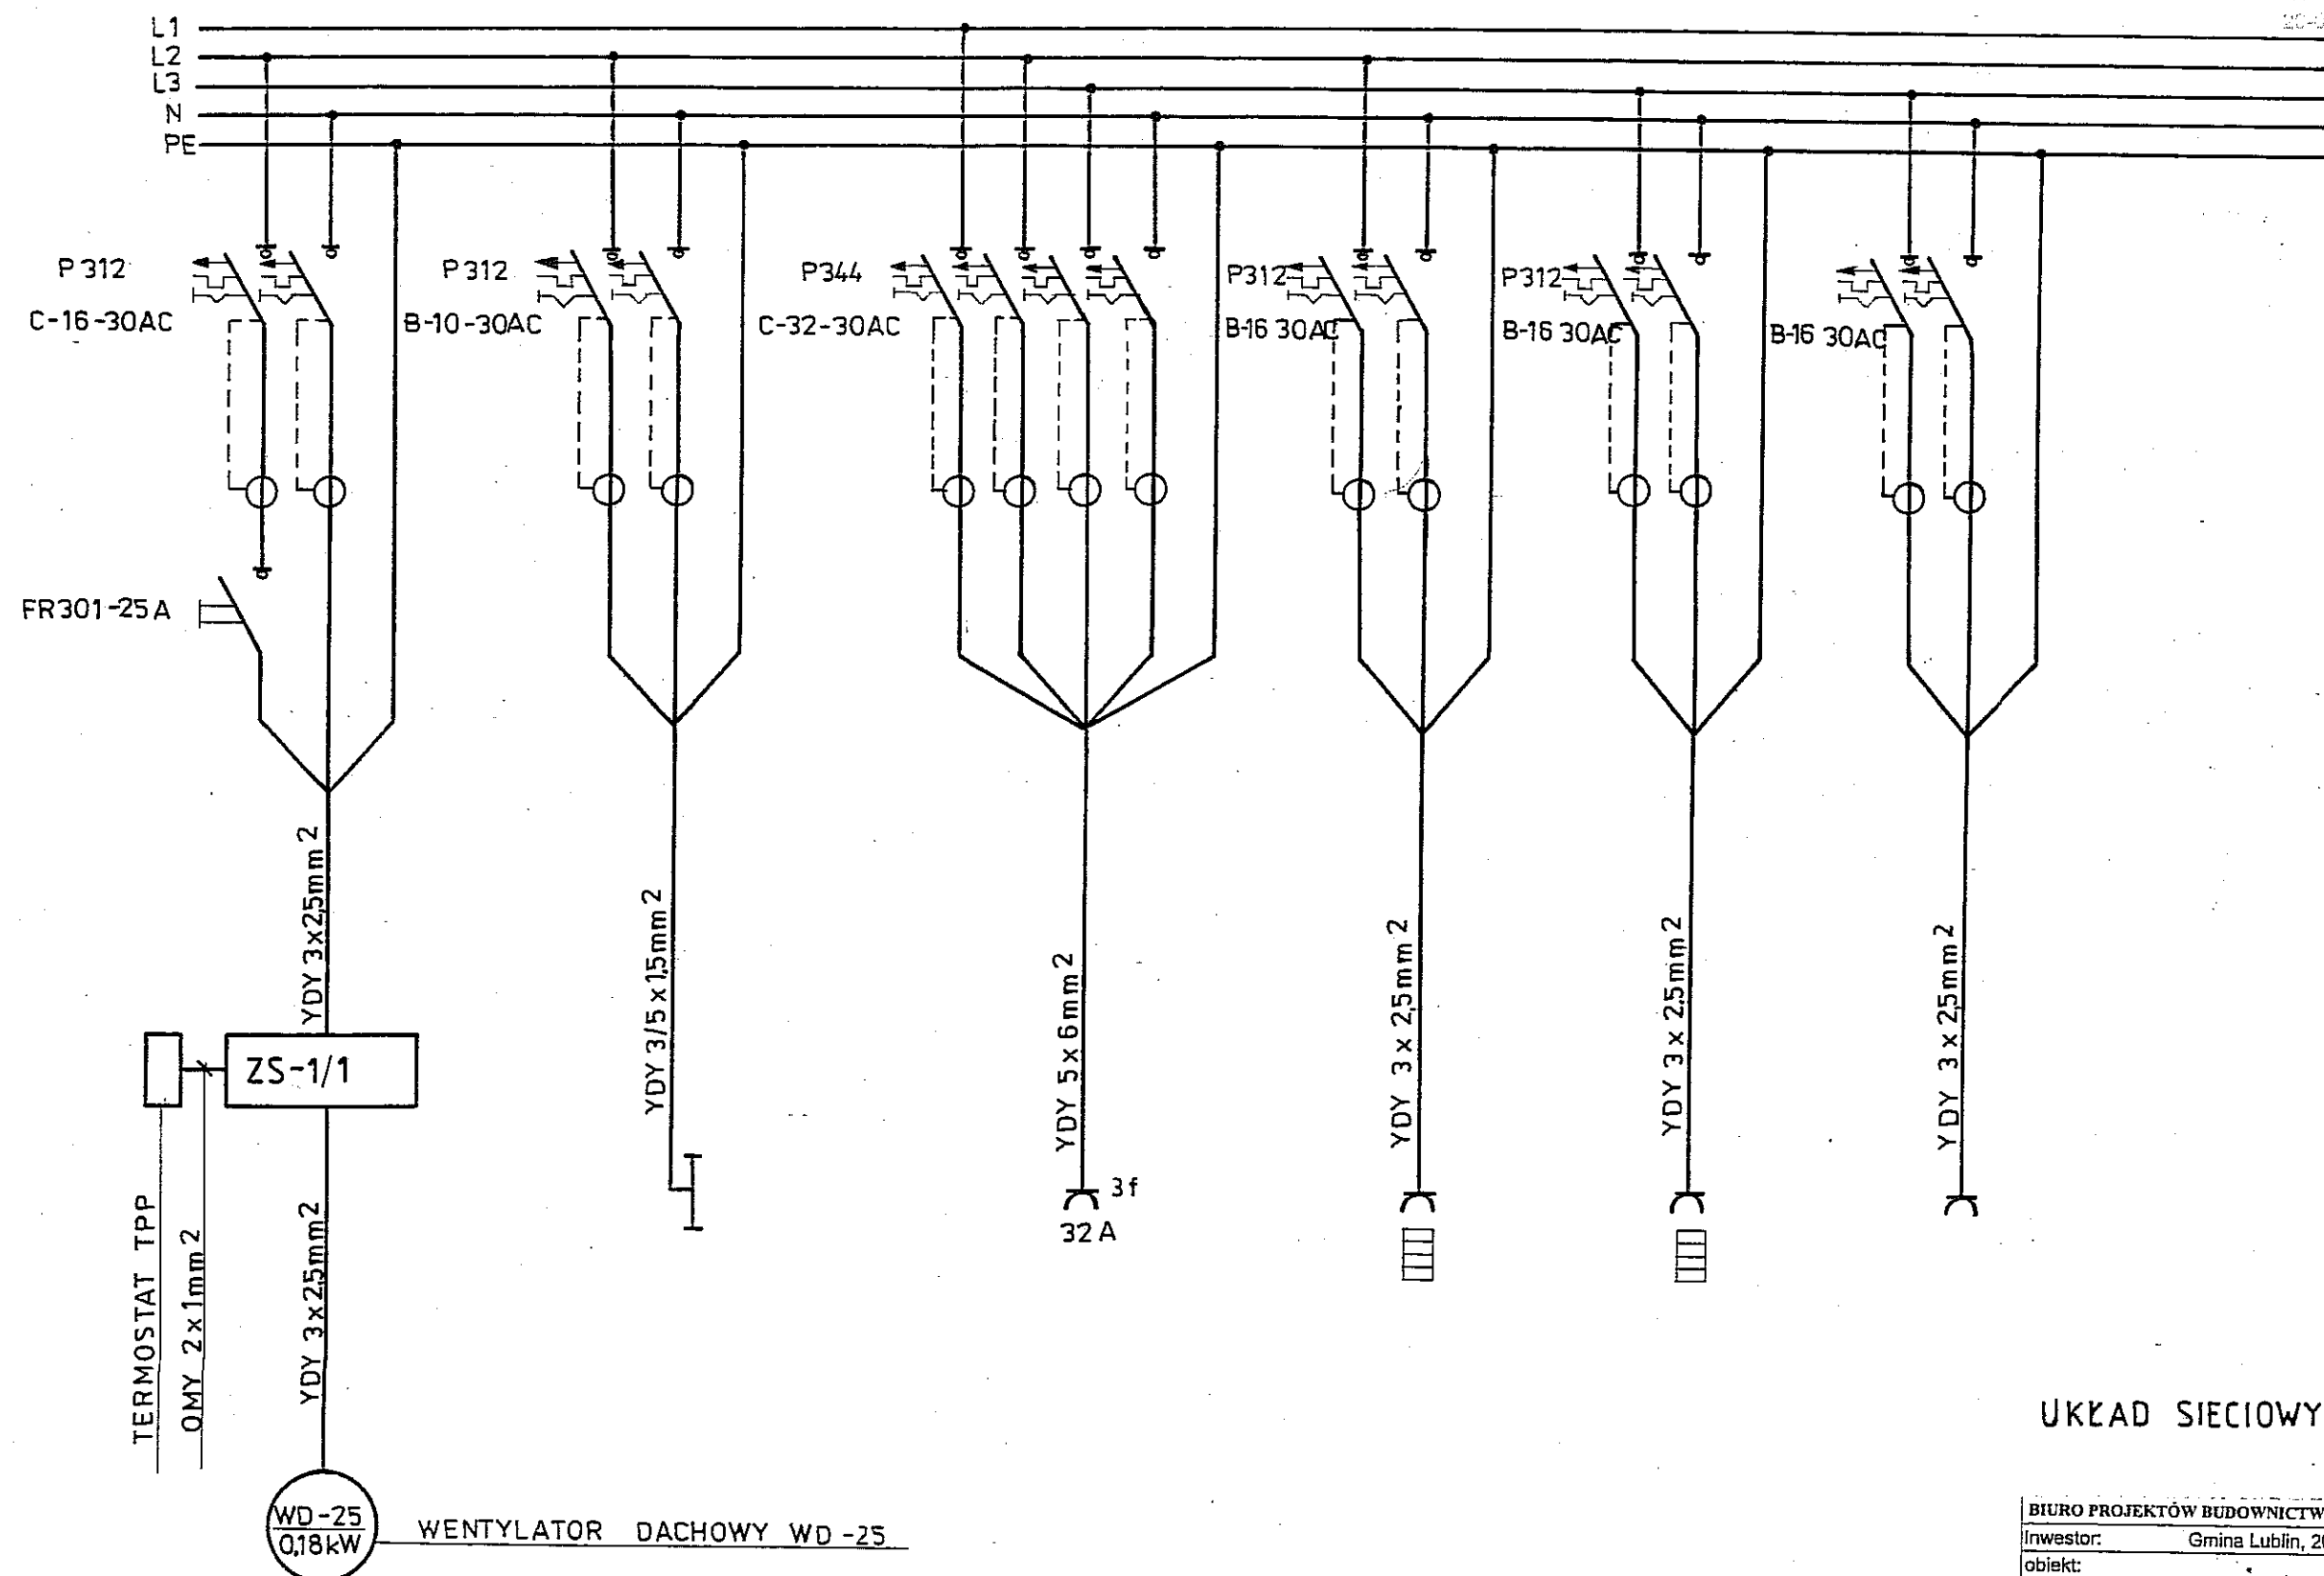 L1
L2
L3
N
PE
P 312
C-16-30AC
P312
B-10-30AC
P344
C-32-30AC
P312
B-16 30AC
P312
B-16 30AC
B-16 30AC
FR301-25A
YDY 3x2,5mm2
YDY 3/5x1,5mm2
YDY 5x6mm2
YDY 3x2,5mm2
YDY 3x2,5mm2
YDY 3x2,5mm2
ZS-1/1
TERMOSTAT TPP
OMY 2x1mm2
YDY 3x2,5mm2
3f
32A
UKŁAD SIECIOWY
WD-25
0,18kW
WENTYLATOR DACHOWY WD-25
BIURO PROJEKTÓW BUDOWNICTW
Inwestor: Gmina Lublin, 20
obiekt: